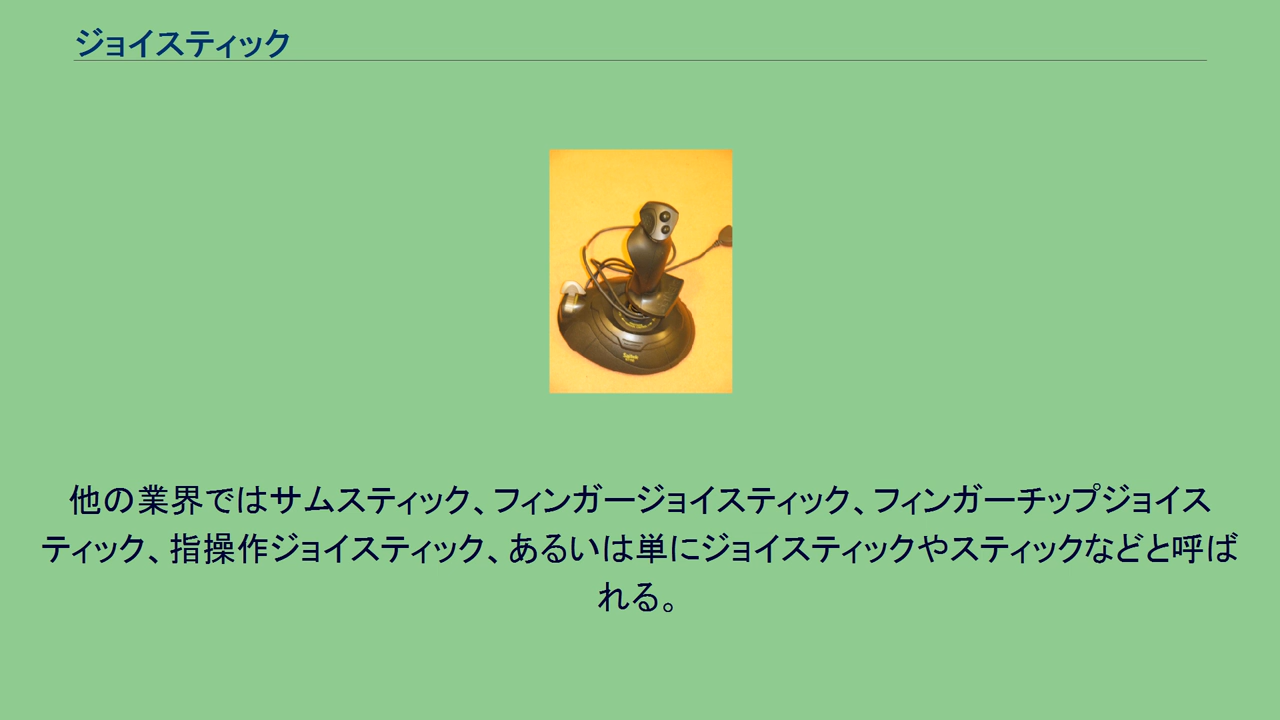 ジョイスティック
他の業界ではサムスティック、フィンガージョイスティック、フィンガーチップジョイス
ティック、指操作ジョイスティック、あるいは単にジョイスティックやスティックなどと呼ば
れる。